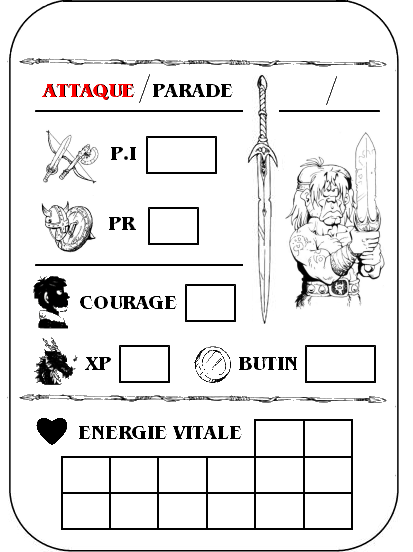 ATTAQUE / PARADE /
P.I
PR
COURAGE
XP BUTIN
ENERGIE VITALE